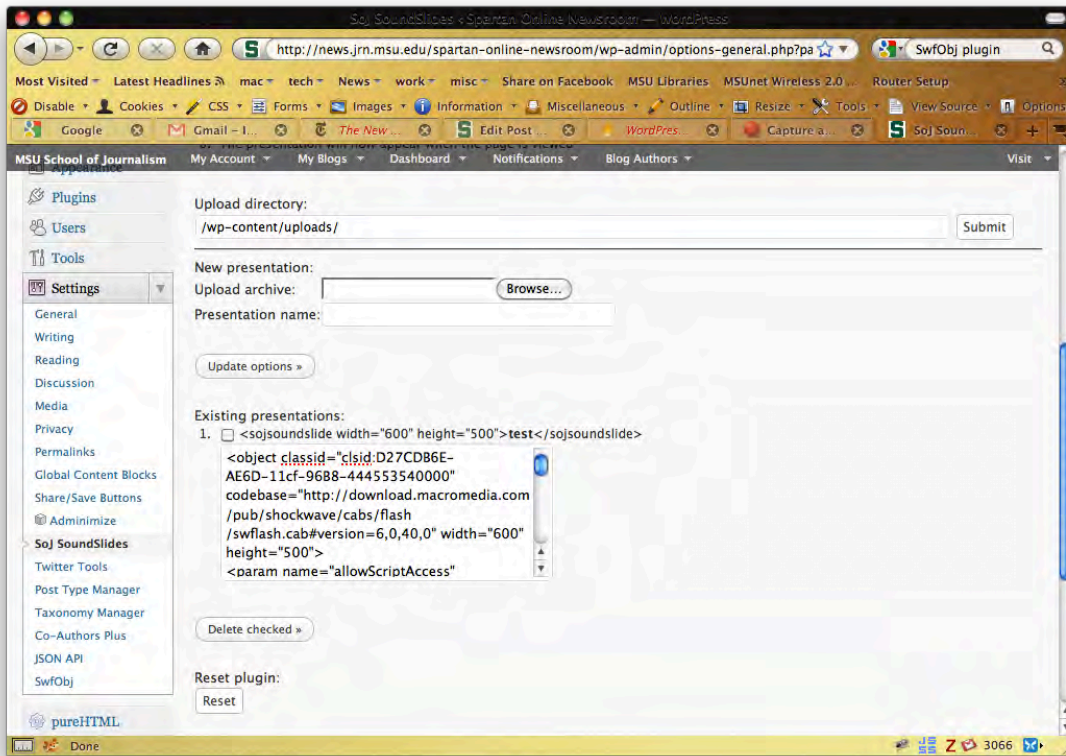 SoJ SoundSlides ‹ Spartan Online Newsroom — WordPress
http://news.jrn.msu.edu/spartan-online-newsroom/wp-admin/options-general.php?pa
SwfObj plugin
Most Visited Latest Headlines mac tech News work misc Share on Facebook MSU Libraries MSUnet Wireless 2.0 ... Router Setup
Disable Cookies CSS Forms Images Information Miscellaneous Outline Resize Tools View Source Options
Google Gmail – I... The New ... Edit Post ... WordPres... Capture a... SoJ Soun...
MSU School of Journalism My Account My Blogs Dashboard Notifications Blog Authors Visit
Appearance
Plugins
Users
Tools
Settings
General
Writing
Reading
Discussion
Media
Privacy
Permalinks
Global Content Blocks
Share/Save Buttons
Adminimize
SoJ SoundSlides
Twitter Tools
Post Type Manager
Taxonomy Manager
Co-Authors Plus
JSON API
SwfObj
pureHTML
Upload directory:
/wp-content/uploads/
Submit
New presentation:
Upload archive: Browse...
Presentation name:
Update options »
Existing presentations:
1. <sojsoundslide width="600" height="500">test</sojsoundslide>
<object classid="clsid:D27CDB6E-
AE6D-11cf-96B8-444553540000"
codebase="http://download.macromedia.com
/pub/shockwave/cabs/flash
/swflash.cab#version=6,0,40,0" width="600"
height="500">
<param name="allowScriptAccess"
Delete checked »
Reset plugin:
Reset
Done
3066